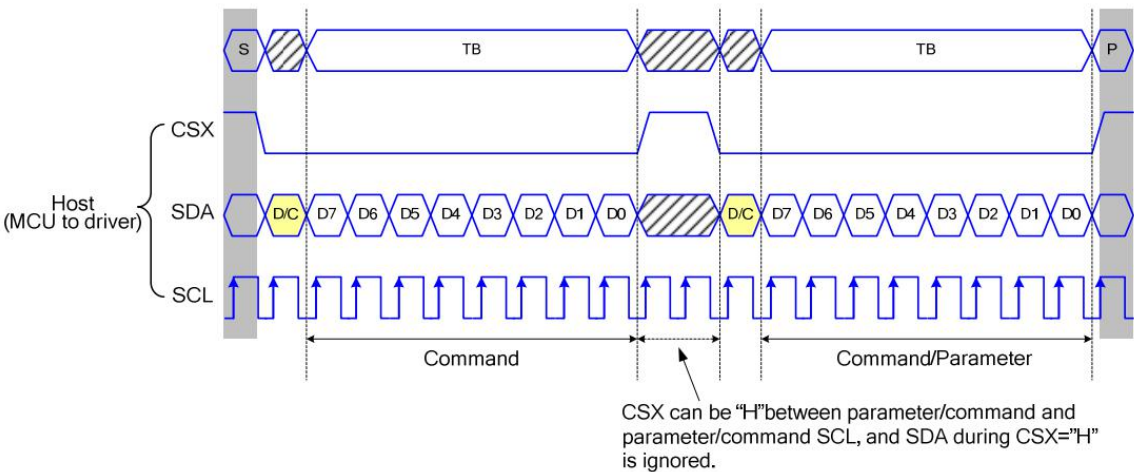 S TB TB P
CSX
Host
(MCU to driver)
SDA D/C D7 D6 D5 D4 D3 D2 D1 D0 D/C D7 D6 D5 D4 D3 D2 D1 D0
SCL
Command Command/Parameter
CSX can be “H”between parameter/command and
parameter/command SCL, and SDA during CSX=”H”
is ignored.